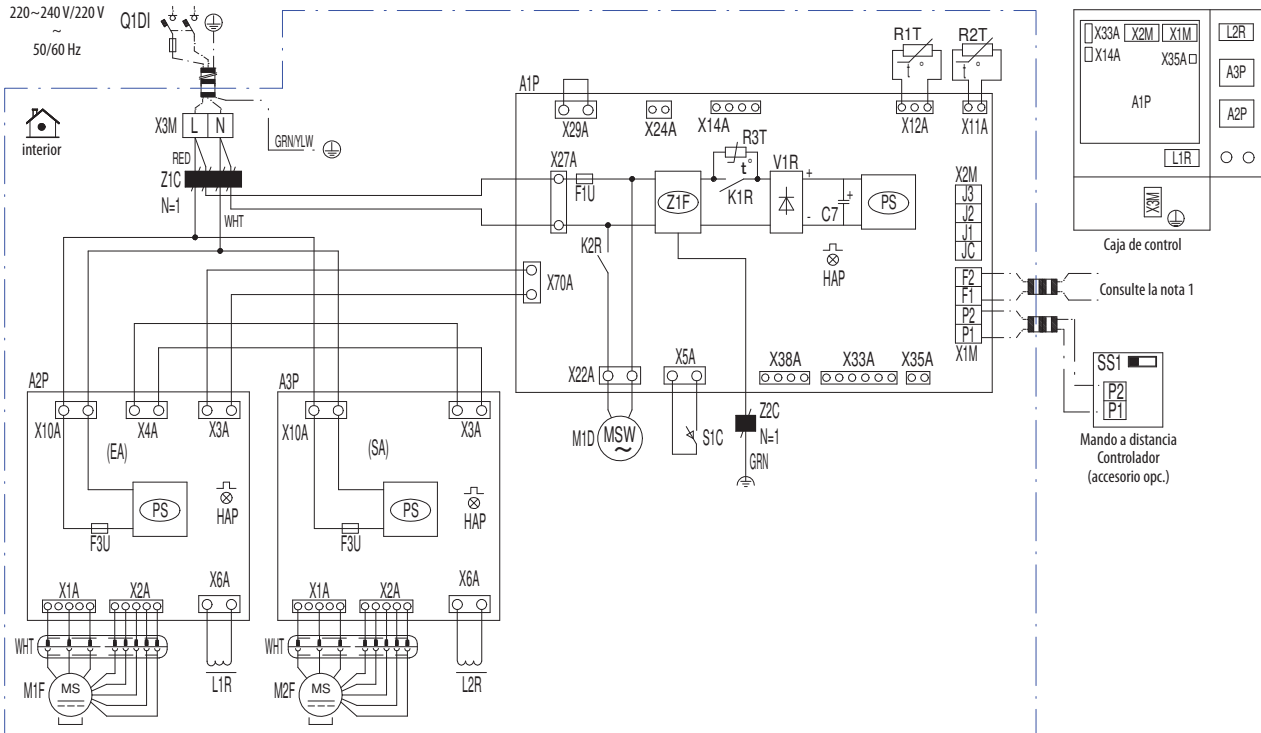 220~240 V/220 V
~
50/60 Hz
Q1DI
interior
X3M
L N
GRN/YLW
RED
Z1C
N=1
WHT
A1P
X29A
X24A
X14A
R1T
t°
X12A
R2T
t°
X11A
X27A
F1U
Z1F
R3T
t°
K1R
V1R
+
-
C7
+
PS
K2R
HAP
X2M
J3
J2
J1
JC
F2
F1
P2
P1
X1M
X70A
X22A
X5A
X38A
X33A
X35A
M1D
MSW
~
S1C
Z2C
N=1
GRN
Consulte la nota 1
SS1
P2
P1
Mando a distancia
Controlador
(accesorio opc.)
X33A X2M X1M
X14A
X35A
A1P
L2R
A3P
A2P
L1R
X3M
Caja de control
A2P
X10A
X4A
X3A
(EA)
PS
F3U
HAP
X1A
X2A
X6A
WHT
M1F
MS
L1R
A3P
X10A
X3A
(SA)
PS
F3U
HAP
X1A
X2A
X6A
WHT
M2F
MS
L2R